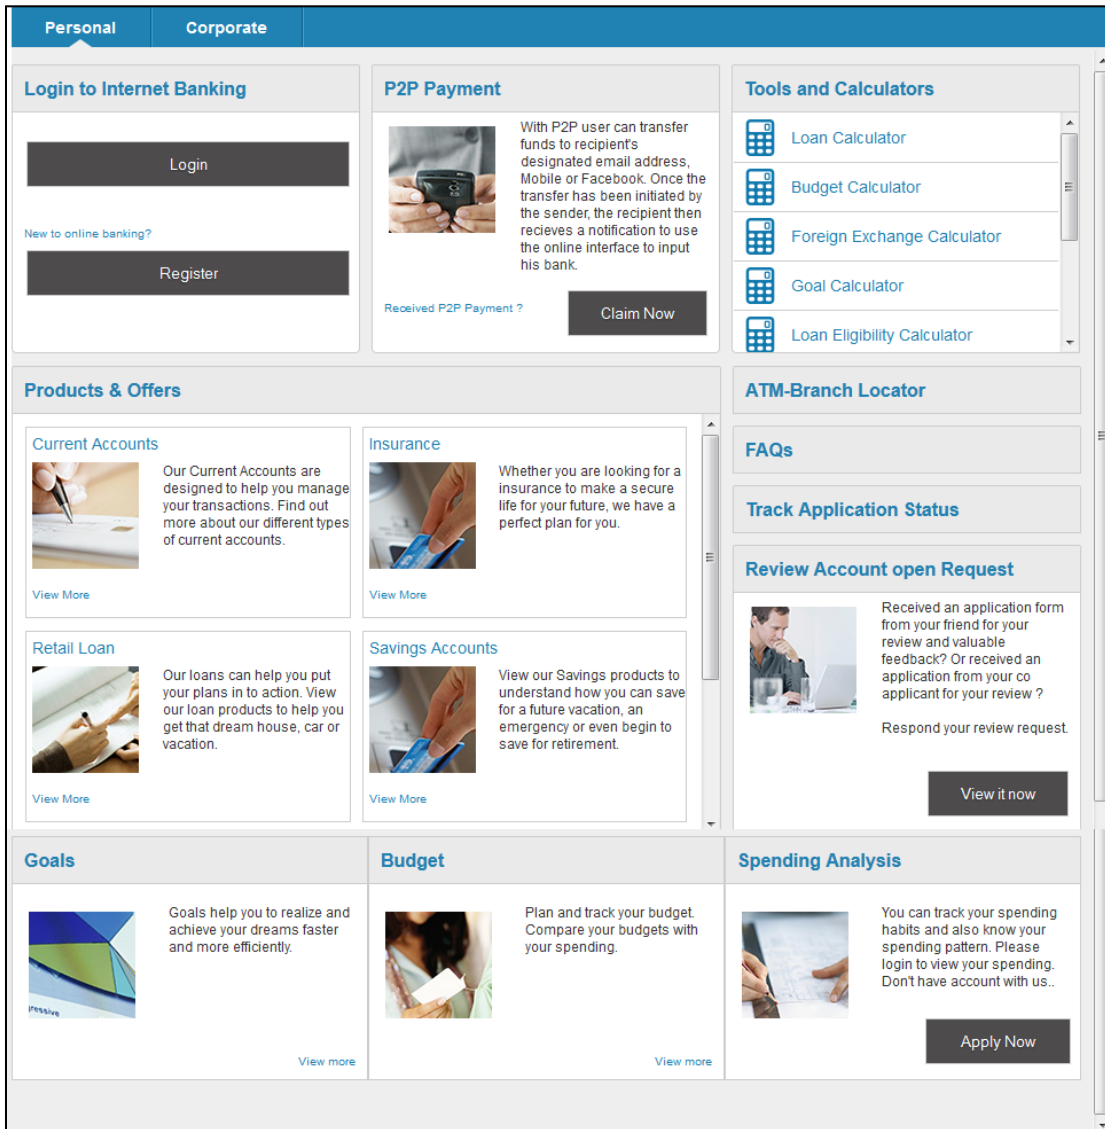 Personal
Corporate
Login to Internet Banking
Login
New to online banking?
Register
P2P Payment
With P2P user can transfer
funds to recipient's
designated email address,
Mobile or Facebook. Once the
transfer has been initiated by
the sender, the recipient then
recieves a notification to use
the online interface to input
his bank.
Received P2P Payment ?
Claim Now
Tools and Calculators
Loan Calculator
Budget Calculator
Foreign Exchange Calculator
Goal Calculator
Loan Eligibility Calculator
Products & Offers
Current Accounts
Our Current Accounts are
designed to help you manage
your transactions. Find out
more about our different types
of current accounts.
View More
Insurance
Whether you are looking for a
insurance to make a secure
life for your future, we have a
perfect plan for you.
View More
Retail Loan
Our loans can help you put
your plans in to action. View
our loan products to help you
get that dream house, car or
vacation.
View More
Savings Accounts
View our Savings products to
understand how you can save
for a future vacation, an
emergency or even begin to
save for retirement.
View More
ATM-Branch Locator
FAQs
Track Application Status
Review Account open Request
Received an application form
from your friend for your
review and valuable
feedback? Or received an
application from your co
applicant for your review ?
Respond your review request.
View it now
Goals
Goals help you to realize and
achieve your dreams faster
and more efficiently.
gressive
View more
Budget
Plan and track your budget.
Compare your budgets with
your spending.
View more
Spending Analysis
You can track your spending
habits and also know your
spending pattern. Please
login to view your spending.
Don't have account with us..
Apply Now